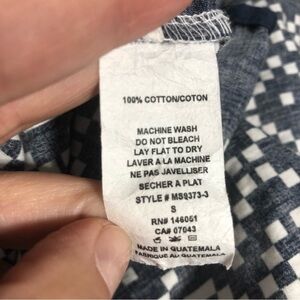 100% COTTON/COTON
MACHINE WASH
DO NOT BLEACH
LAY FLAT TO DRY
LAVER A LA MACHINE
NE PAS JAVELLISER
SECHER A PLAT
STYLE # MS9373-3
S
RN# 146051
CA# 07043
MADE IN GUATEMALA
FABRIQUE AU GUATEMALA